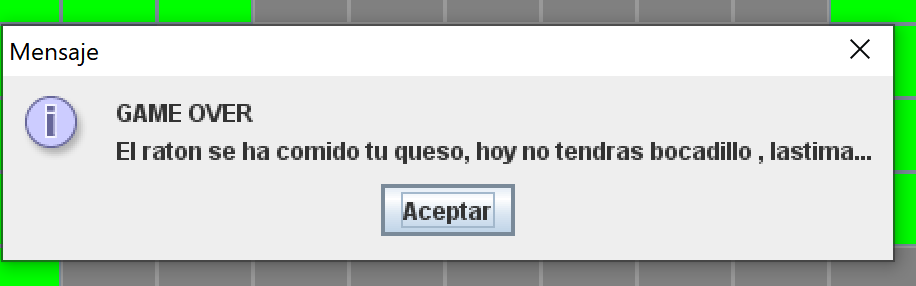 Mensaje
GAME OVER
El raton se ha comido tu queso, hoy no tendras bocadillo , lastima...
Aceptar